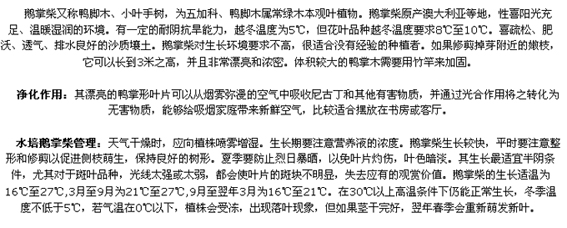 鹅掌柴又称鸭脚木、小叶手树，为五加科、鸭脚木属常绿木本观叶植物。鹅掌柴原产澳大利亚等地，性喜阳光充
足、温暖湿润的环境。有一定的耐阴抗旱能力，越冬温度为5℃，但花叶品种越冬温度要求8℃至10℃。喜疏松、肥
沃、透气、排水良好的沙质壤土。鹅掌柴对生长环境要求不高，很适合没有经验的种植者。如果修剪掉芽附近的嫩枝，
它可以长到3米之高，并且非常漂亮和浓密。体积较大的鸭掌木需要用竹竿来加固。
净化作用：其漂亮的鸭掌形叶片可以从烟雾弥漫的空气中吸收尼古丁和其他有害物质，并通过光合作用将之转化为
无害物质，能够给吸烟家庭带来新鲜空气，比较适合摆放在书房或客厅。
水培鹅掌柴管理：天气干燥时，应向植株喷雾增湿。生长期要注意营养液的浓度。鹅掌柴生长较快，平时要注意整
形和修剪以促进侧枝萌生，保持良好的树形。夏季要防止烈日暴晒，以免叶片灼伤，叶色暗淡。其生长最适宜半阴条
件，尤其对于斑叶品种，光线太强或太弱，都会使叶片的斑块不明显，失去应有的观赏价值。鹅掌柴的生长适温为
16℃至27℃,3月至9月为21℃至27℃,9月至翌年3月为16℃至21℃。在30℃以上高温条件下仍能正常生长，冬季温
度不低于5℃，若气温在0℃以下，植株会受冻，出现落叶现象，但如果茎干完好，翌年春季会重新萌发新叶。